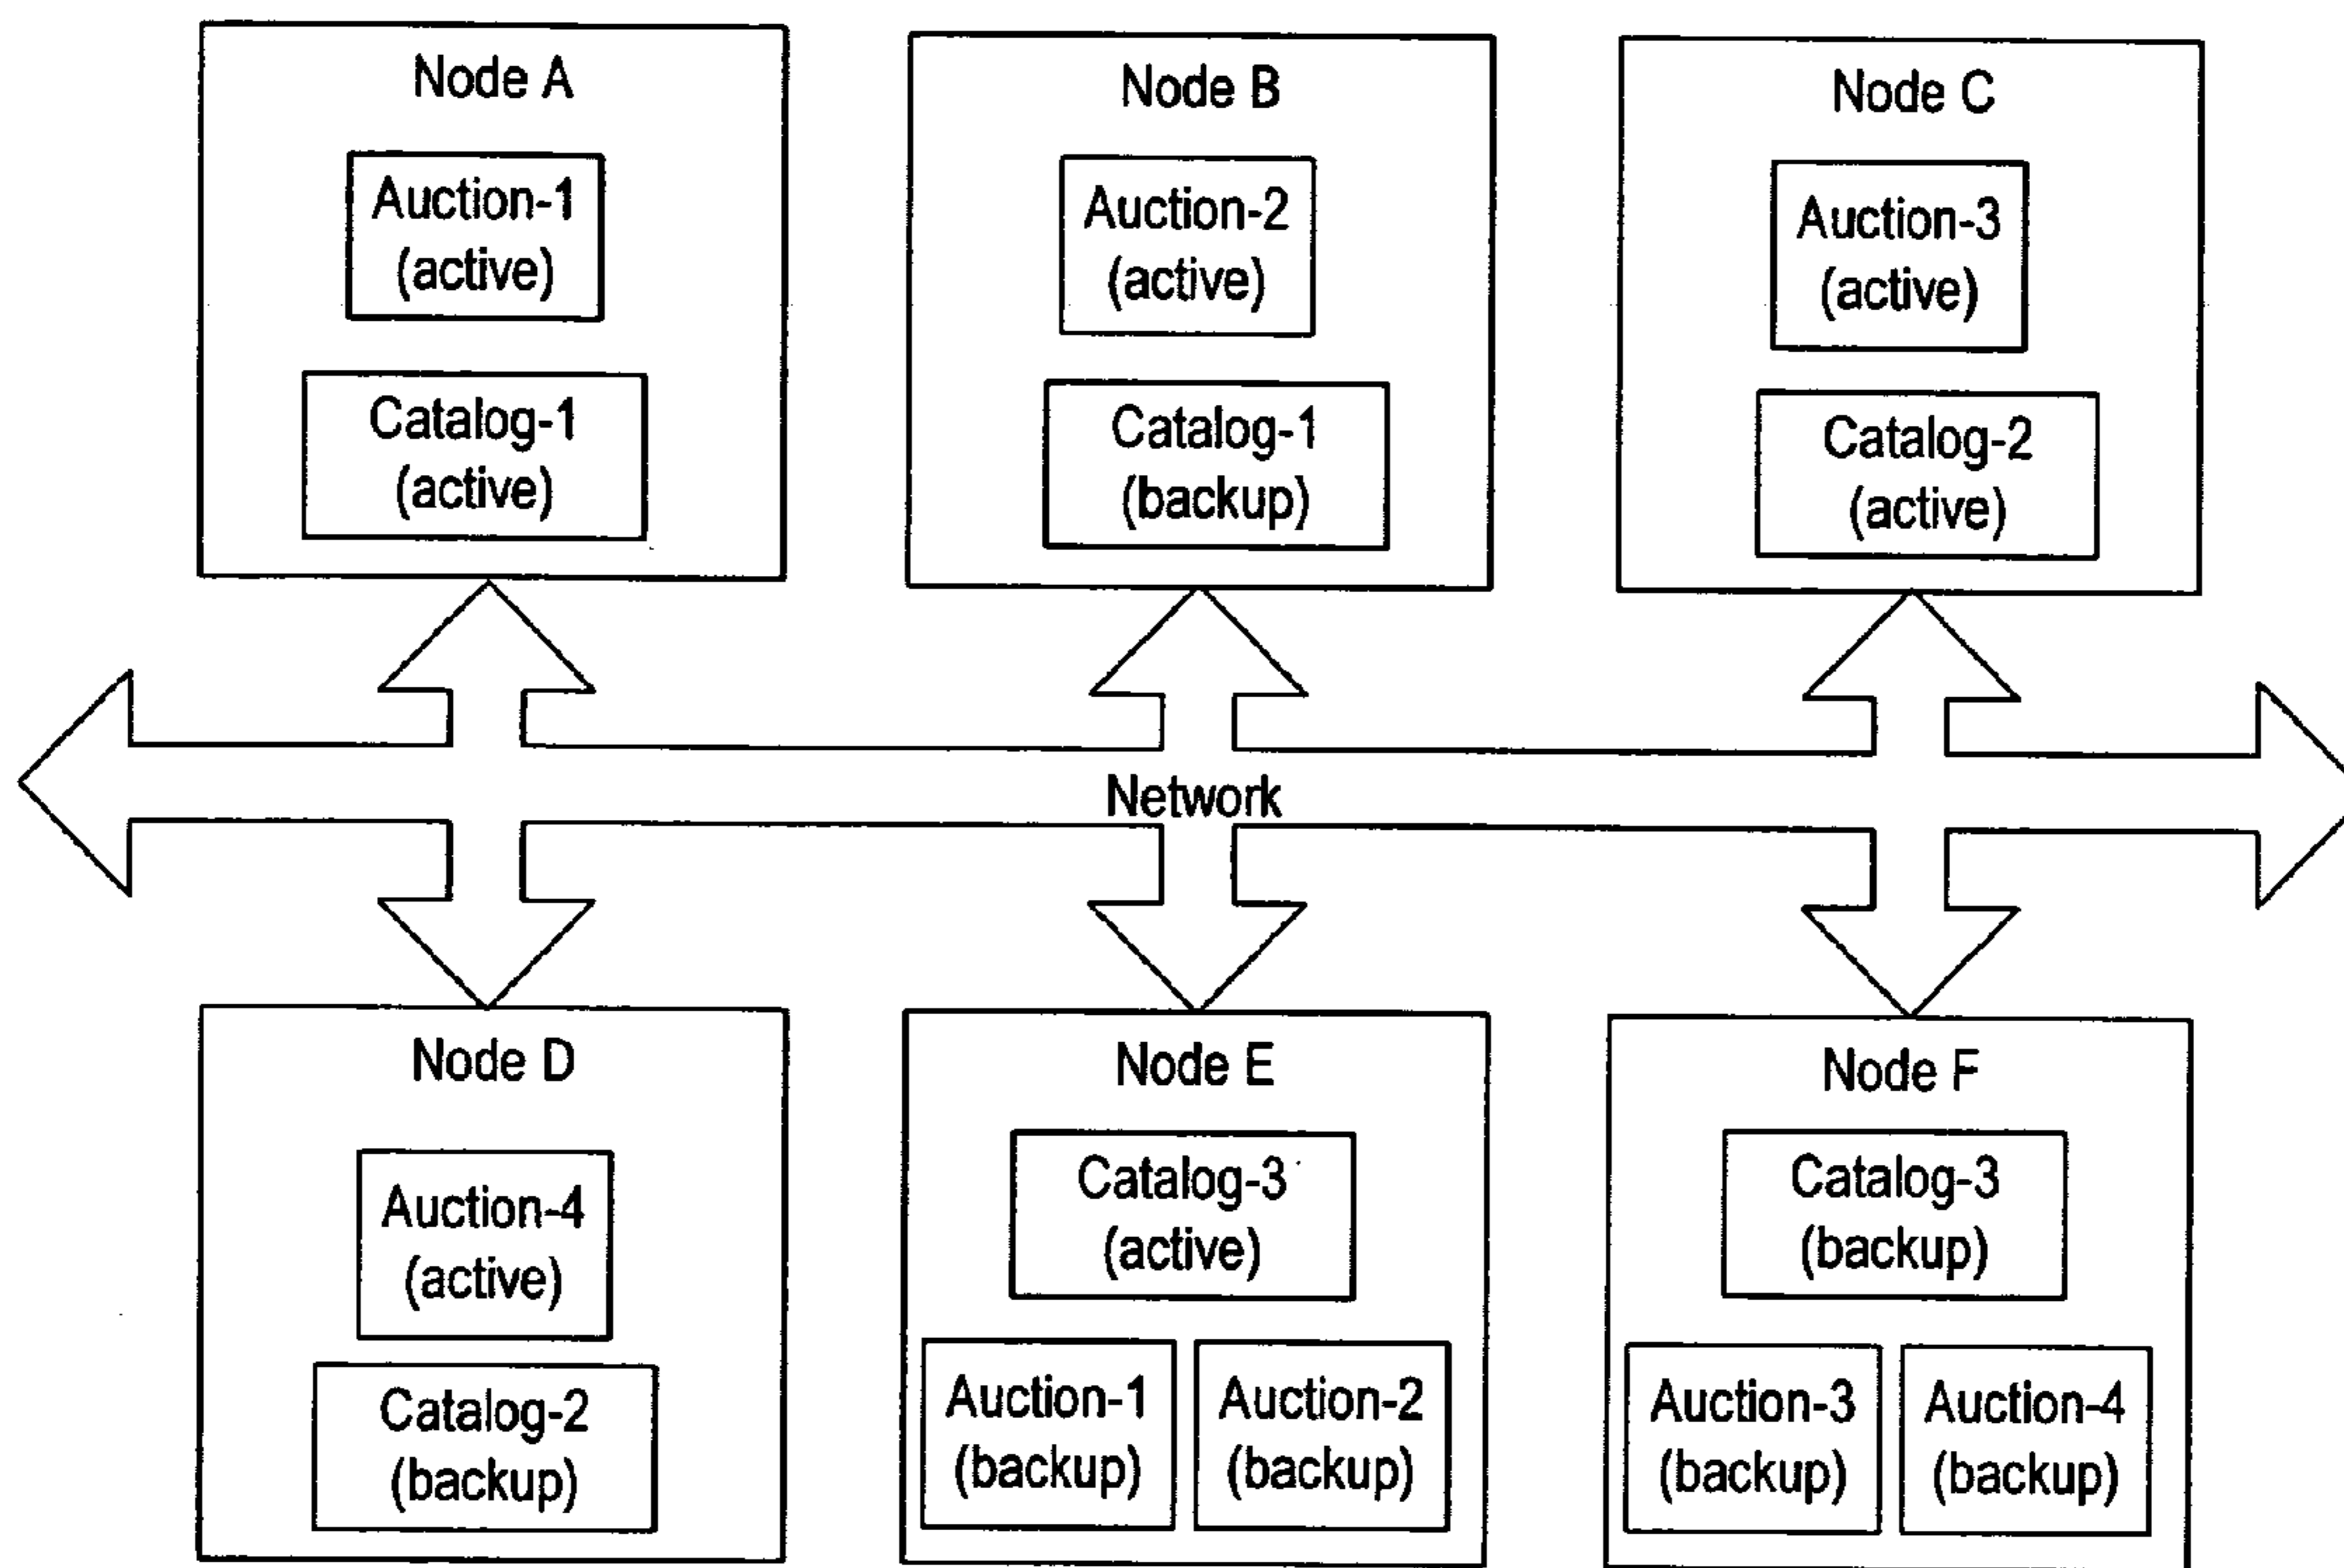 Node A
Auction-1
(active)
Catalog-1
(active)
Node B
Auction-2
(active)
Catalog-1
(backup)
Node C
Auction-3
(active)
Catalog-2
(active)
Network
Node D
Auction-4
(active)
Catalog-2
(backup)
Node E
Catalog-3
(active)
Auction-1
(backup)
Auction-2
(backup)
Node F
Catalog-3
(backup)
Auction-3
(backup)
Auction-4
(backup)